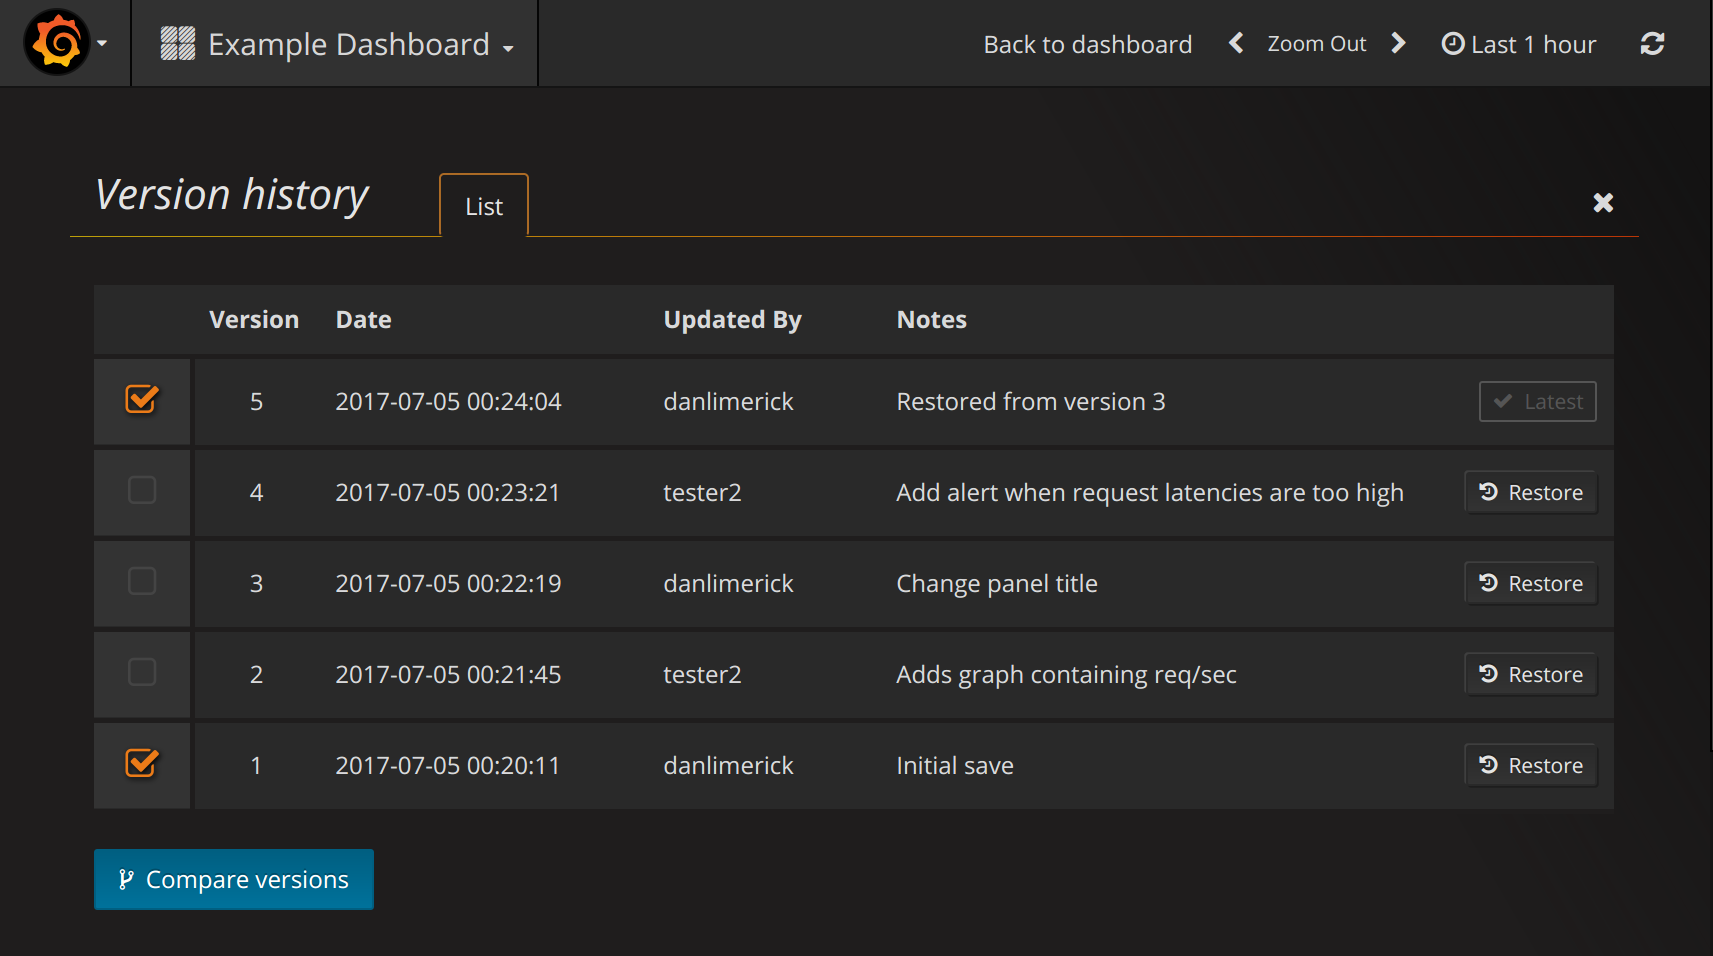 Example Dashboard
Back to dashboard Zoom Out Last 1 hour
Version history List
Version Date Updated By Notes
5 2017-07-05 00:24:04 danlimerick Restored from version 3 Latest
4 2017-07-05 00:23:21 tester2 Add alert when request latencies are too high Restore
3 2017-07-05 00:22:19 danlimerick Change panel title Restore
2 2017-07-05 00:21:45 tester2 Adds graph containing req/sec Restore
1 2017-07-05 00:20:11 danlimerick Initial save Restore
Compare versions